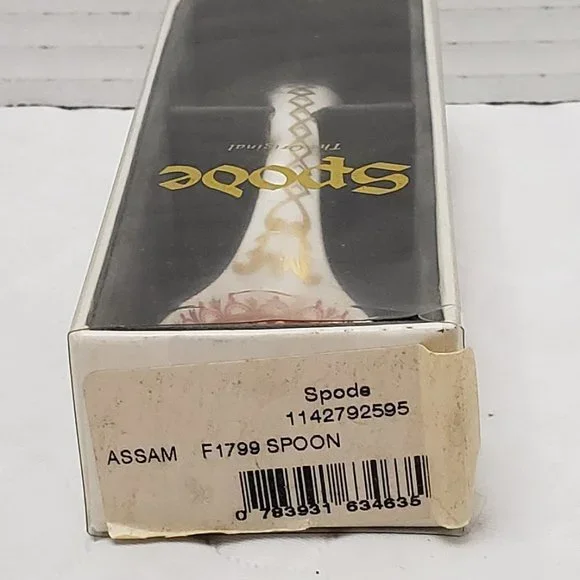 The Original
Spode
Spode
1142792595
ASSAM F1799 SPOON
0 783931 634635